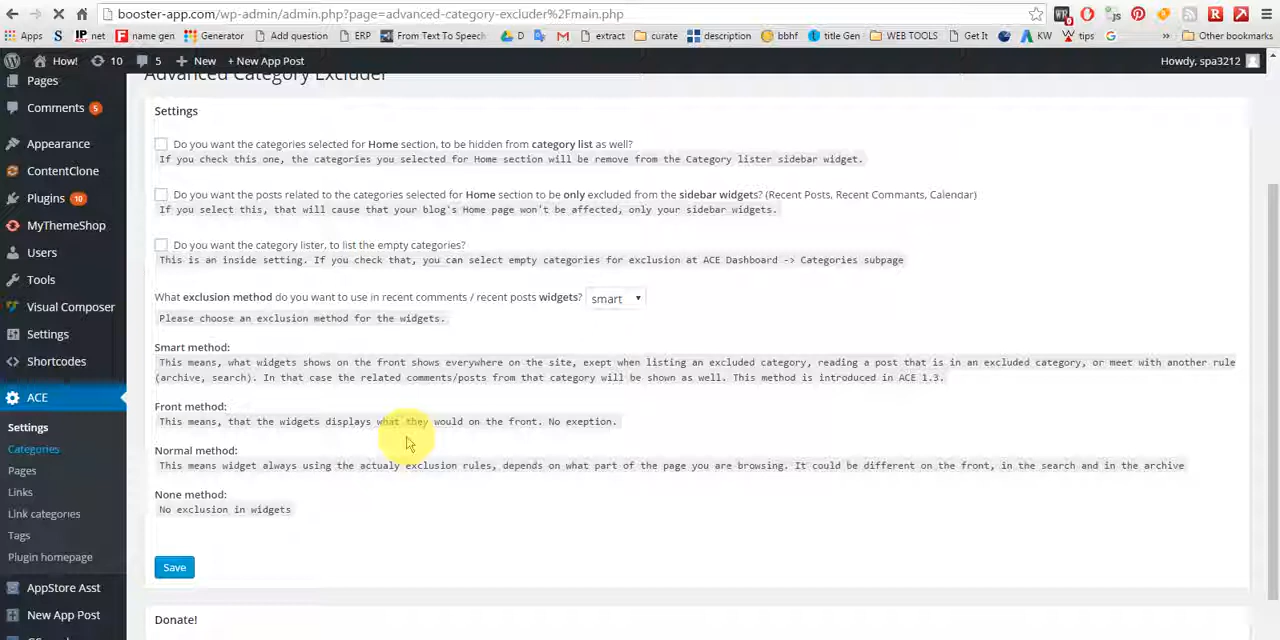 booster-app.com/wp-admin/admin.php?page=advanced-category-excluder%2Fmain.php
Apps
net
name gen
Generator
Add question
ERP
From Text To Speech
D
extract
curate
description
bbhf
title Gen
WEB TOOLS
Get It
KW
tips
»
Other bookmarks
How!
10
5
New
+ New App Post
Howdy, spa3212
Advanced Category Excluder
Pages
Comments 5
Appearance
ContentClone
Plugins 10
MyThemeShop
Users
Tools
Visual Composer
Settings
Shortcodes
ACE
Settings
Categories
Pages
Links
Link categories
Tags
Plugin homepage
AppStore Asst
New App Post
Settings
Do you want the categories selected for Home section, to be hidden from category list as well?
If you check this one, the categories you selected for Home section will be remove from the Category lister sidebar widget.
Do you want the posts related to the categories selected for Home section to be only excluded from the sidebar widgets? (Recent Posts, Recent Commants, Calendar)
If you select this, that will cause that your blog's Home page won't be affected, only your sidebar widgets.
Do you want the category lister, to list the empty categories?
This is an inside setting. If you check that, you can select empty categories for exclusion at ACE Dashboard -> Categories subpage
What exclusion method do you want to use in recent comments / recent posts widgets? smart
Please choose an exclusion method for the widgets.
Smart method:
This means, what widgets shows on the front shows everywhere on the site, exept when listing an excluded category, reading a post that is in an excluded category, or meet with another rule
(archive, search). In that case the related comments/posts from that category will be shown as well. This method is introduced in ACE 1.3.
Front method:
This means, that the widgets displays what they would on the front. No exeption.
Normal method:
This means widget always using the actualy exclusion rules, depends on what part of the page you are browsing. It could be different on the front, in the search and in the archive
None method:
No exclusion in widgets
Save
Donate!